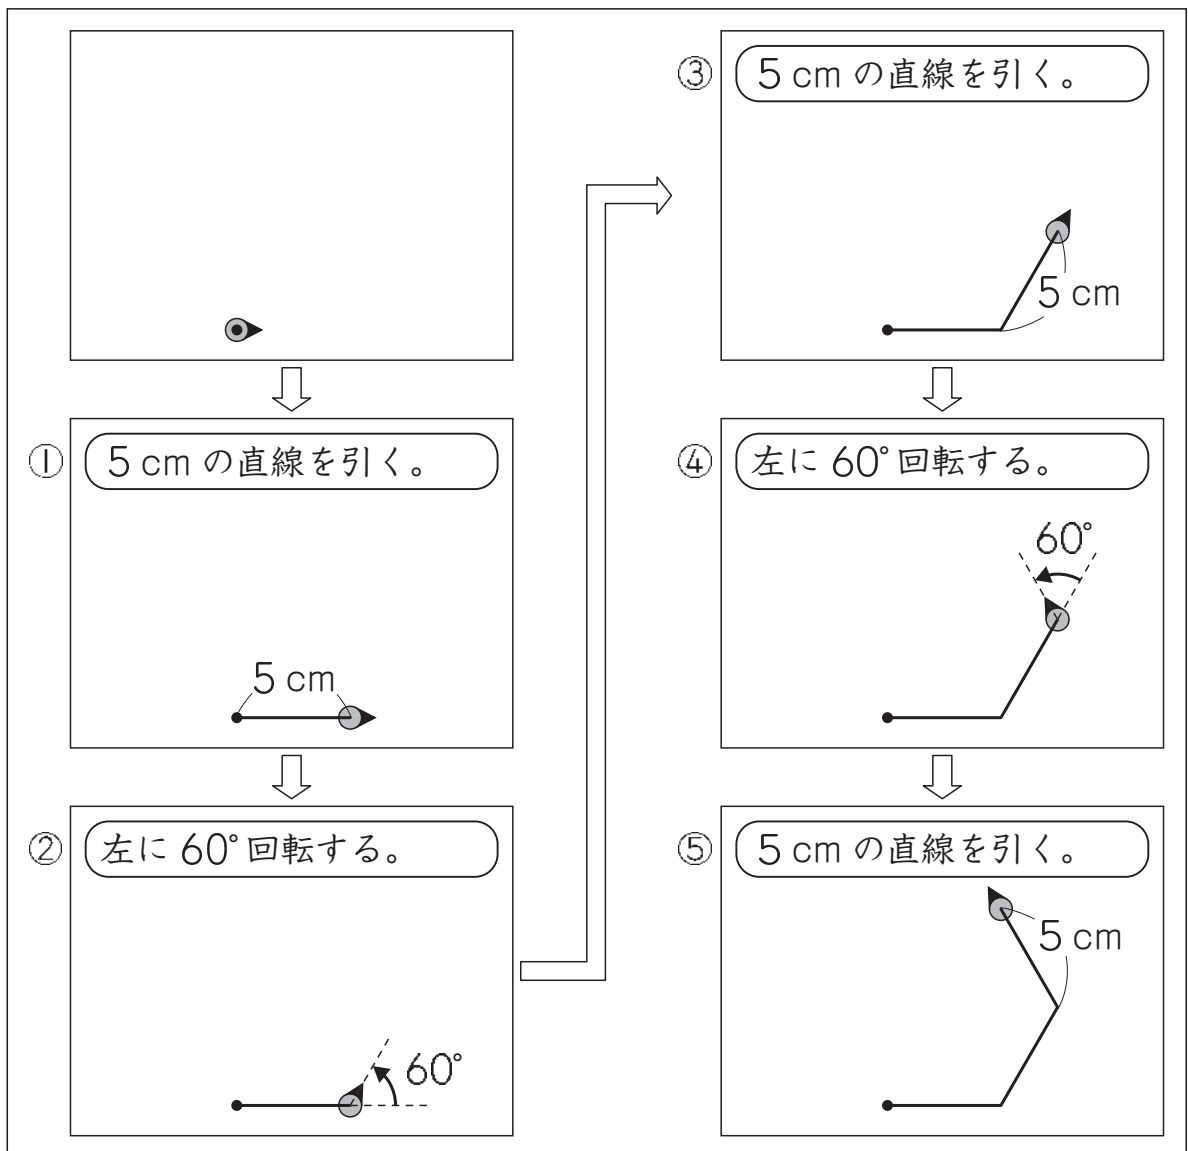 ① 5 cm の直線を引く。
5 cm
② 左に 60°回転する。
60°
③ 5 cm の直線を引く。
5 cm
④ 左に 60°回転する。
60°
⑤ 5 cm の直線を引く。
5 cm